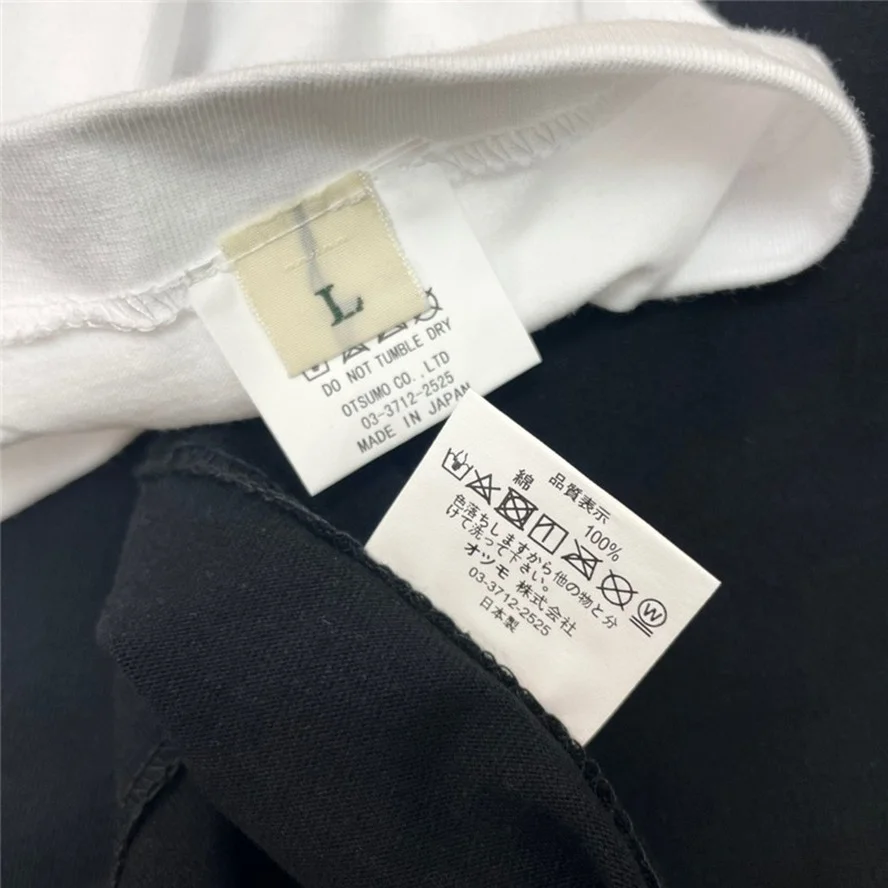 L
DO NOT TUMBLE DRY
OTSUMO CO.,LTD
03-3712-2525
MADE IN JAPAN
品質表示
綿 100%
色落ちしますから他の物と分
けて洗って下さい。
オツモ 株式会社
03-3712-2525
日本製
W